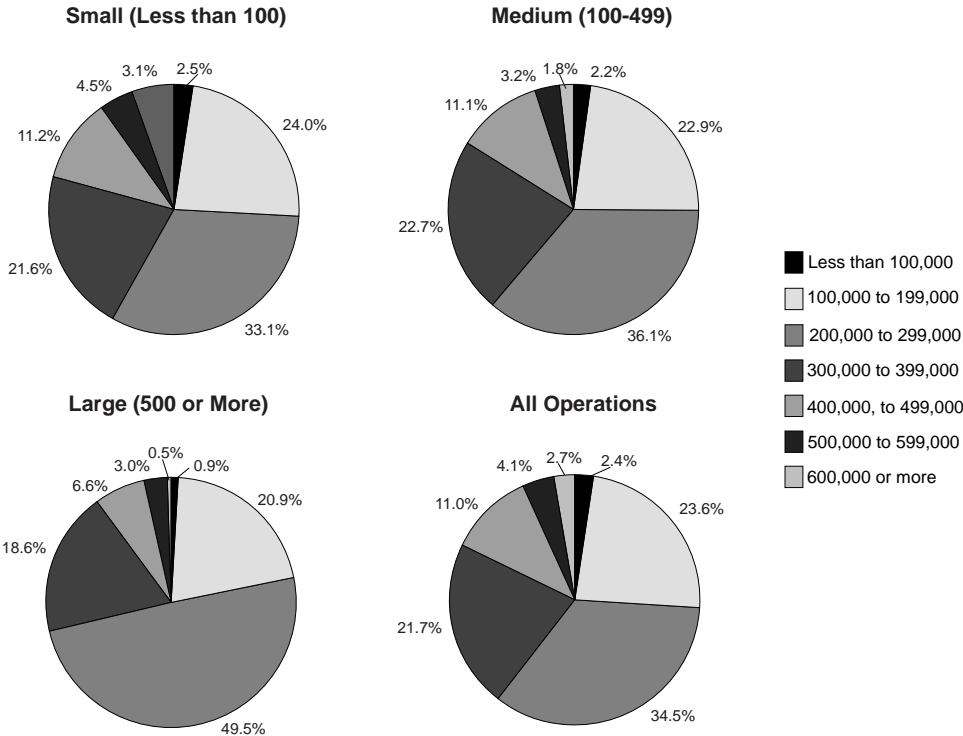 Small (Less than 100)
3.1%
2.5%
4.5%
24.0%
11.2%
21.6%
33.1%
Medium (100-499)
1.8%
2.2%
3.2%
11.1%
22.9%
22.7%
36.1%
Less than 100,000
100,000 to 199,000
200,000 to 299,000
300,000 to 399,000
400,000, to 499,000
500,000 to 599,000
600,000 or more
Large (500 or More)
0.5%
3.0%
0.9%
6.6%
20.9%
18.6%
49.5%
All Operations
2.7%
2.4%
4.1%
11.0%
23.6%
21.7%
34.5%